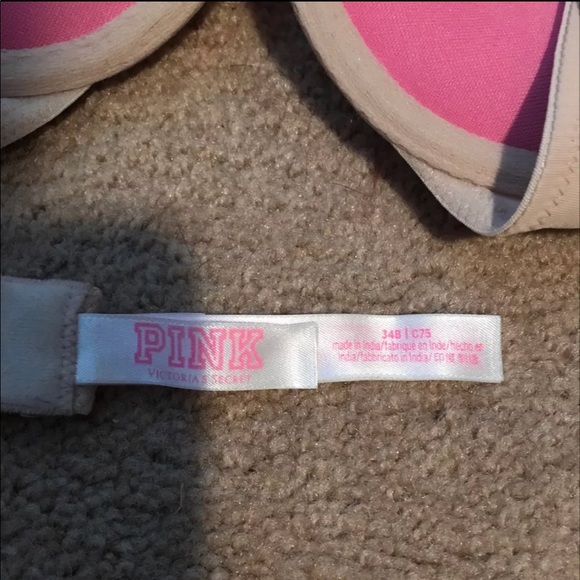 PINK
VICTORIA'S SECRET
34B | C75
made in India/fabriqué en Inde/hecho en
India/fabbricato in India/